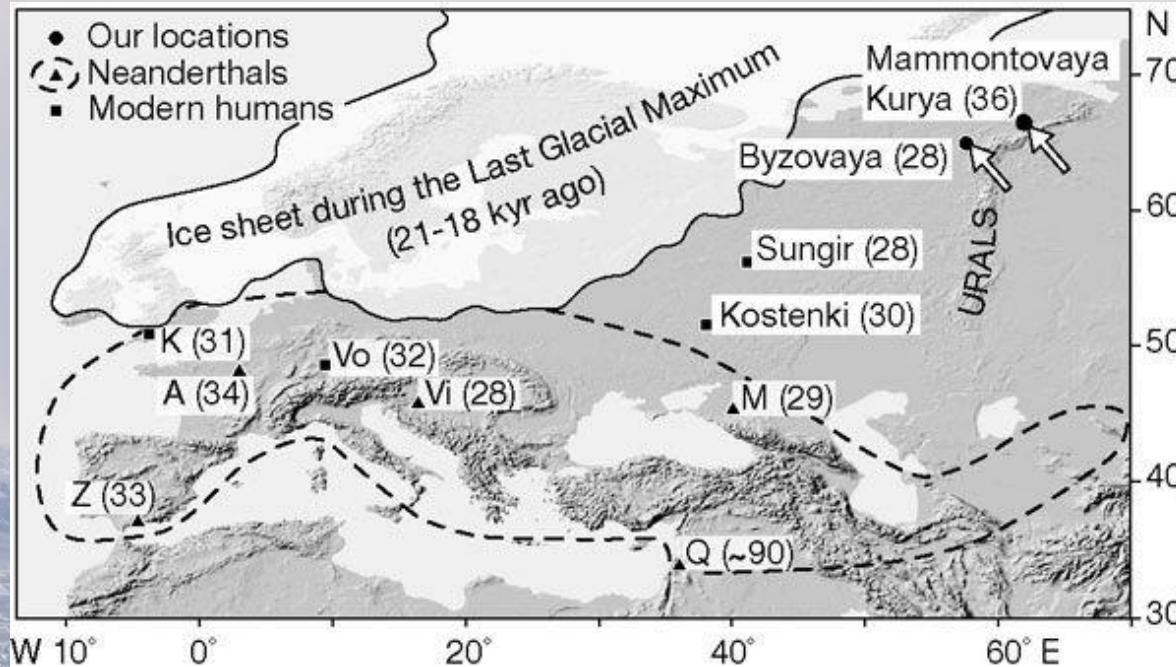 Our locations
Neanderthals
Modern humans
Ice sheet during the Last Glacial Maximum
(21-18 kyr ago)
Mammontovaya
Kurya (36)
Byzovaya (28)
URALS
Sungir (28)
Kostenki (30)
K (31)
A (34)
Vo (32)
Vi (28)
M (29)
Z (33)
Q (~90)
N
70
60
50
40
30
W 10° 0° 20° 40° 60° E